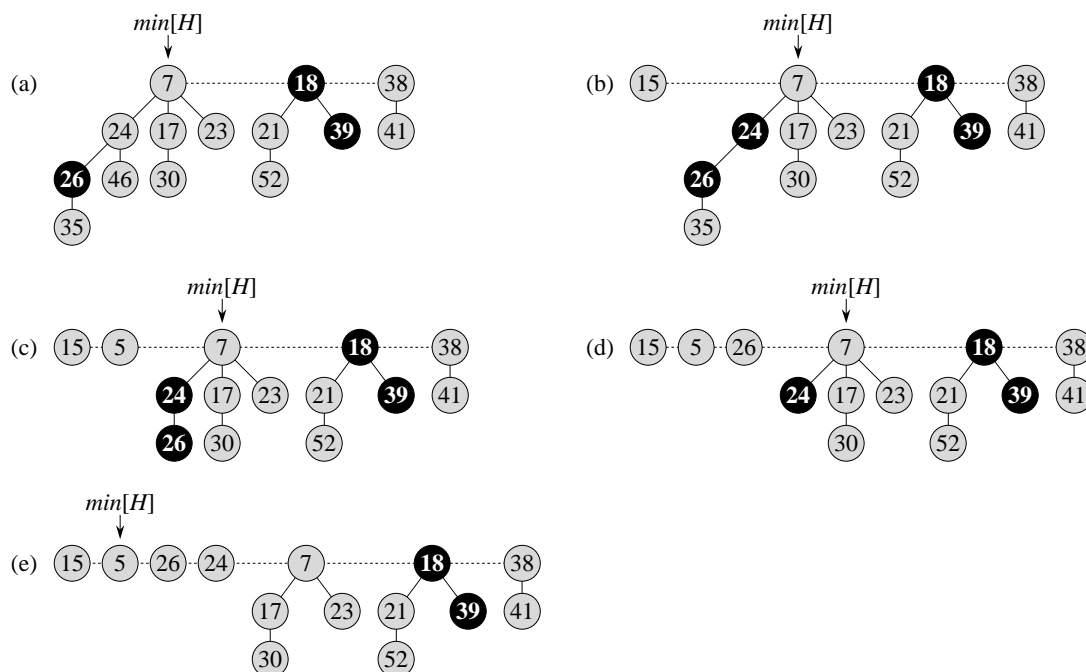 min[H]
min[H]
(a) 7 18 38
(b) 15 7 18 38
24 17 23 21 39 41
24 17 23 21 39 41
26 46 30 52
26 30 52
35
35
min[H]
min[H]
(c) 15 5 7 18 38
(d) 15 5 26 7 18 38
24 17 23 21 39 41
24 17 23 21 39 41
26 30 52
30 52
min[H]
(e) 15 5 26 24 7 18 38
17 23 21 39 41
30 52